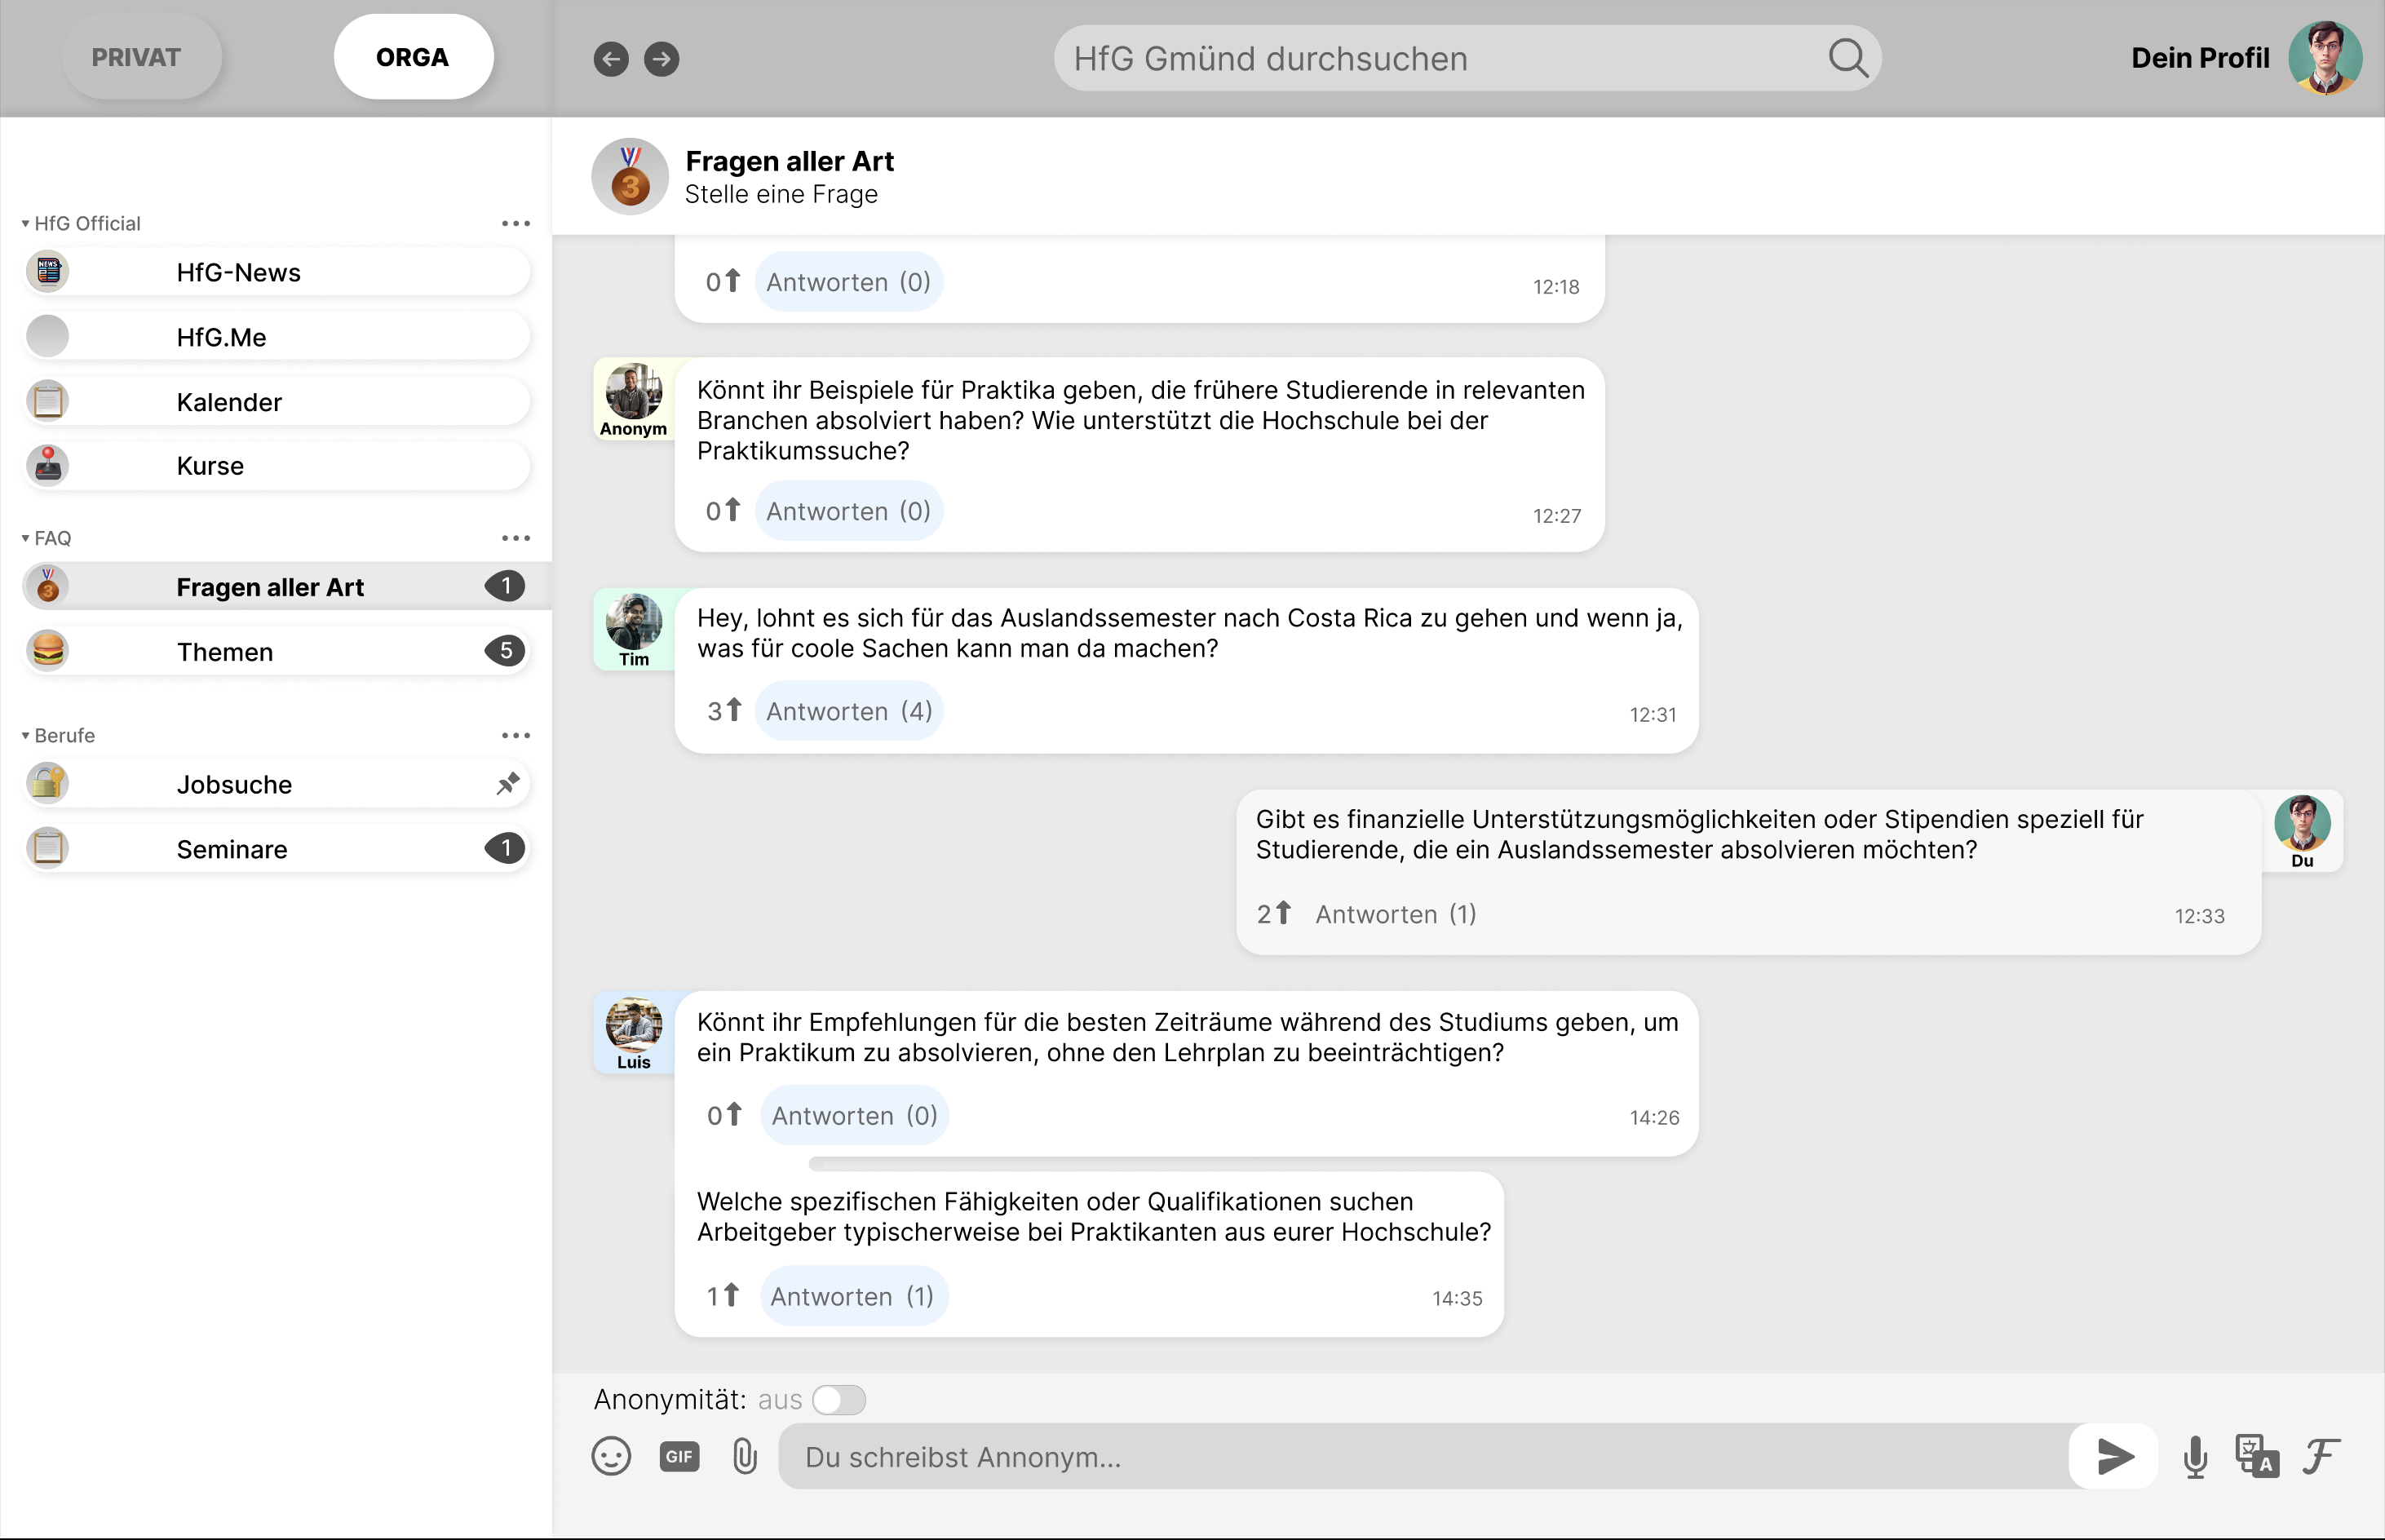 PRIVAT
ORGA
HfG Gmünd durchsuchen
Dein Profil
HfG Official
NEWS
HfG-News
HfG.Me
Kalender
Kurse
FAQ
3
Fragen aller Art
1
Themen
5
Berufe
Jobsuche
Seminare
1
3
Fragen aller Art
Stelle eine Frage
0 Antworten (0)
12:18
Anonym
Könnt ihr Beispiele für Praktika geben, die frühere Studierende in relevanten
Branchen absolviert haben? Wie unterstützt die Hochschule bei der
Praktikumssuche?
0 Antworten (0)
12:27
Tim
Hey, lohnt es sich für das Auslandssemester nach Costa Rica zu gehen und wenn ja,
was für coole Sachen kann man da machen?
3 Antworten (4)
12:31
Gibt es finanzielle Unterstützungsmöglichkeiten oder Stipendien speziell für
Studierende, die ein Auslandssemester absolvieren möchten?
Du
2 Antworten (1)
12:33
Luis
Könnt ihr Empfehlungen für die besten Zeiträume während des Studiums geben, um
ein Praktikum zu absolvieren, ohne den Lehrplan zu beeinträchtigen?
0 Antworten (0)
14:26
Welche spezifischen Fähigkeiten oder Qualifikationen suchen
Arbeitgeber typischerweise bei Praktikanten aus eurer Hochschule?
1 Antworten (1)
14:35
Anonymität: aus
GIF
Du schreibst Annonym...
文 A
F